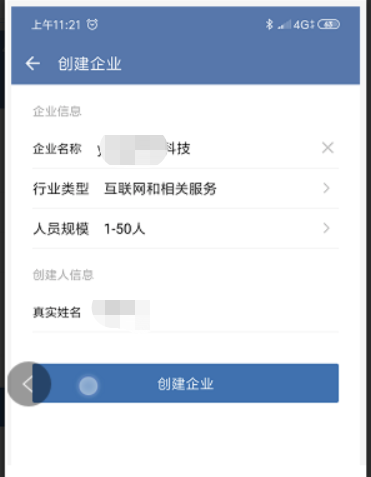 上午11:21 4G 65
创建企业
企业信息
企业名称 科技
行业类型 互联网和相关服务
人员规模 1-50人
创建人信息
真实姓名
创建企业